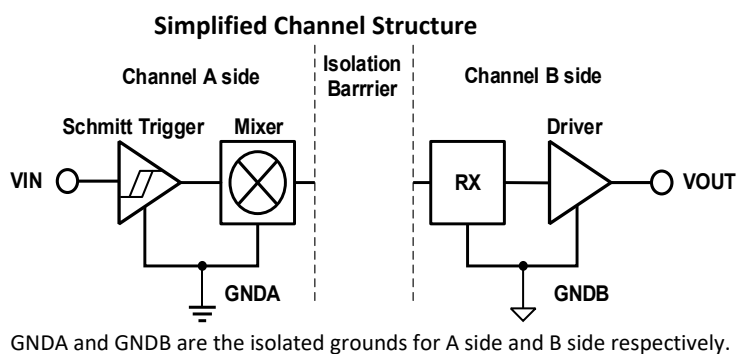 Simplified Channel Structure
Channel A side
Isolation
Barrrier
Channel B side
Schmitt Trigger
Mixer
Driver
VIN
RX
VOUT
GNDA
GNDB
GNDA and GNDB are the isolated grounds for A side and B side respectively.